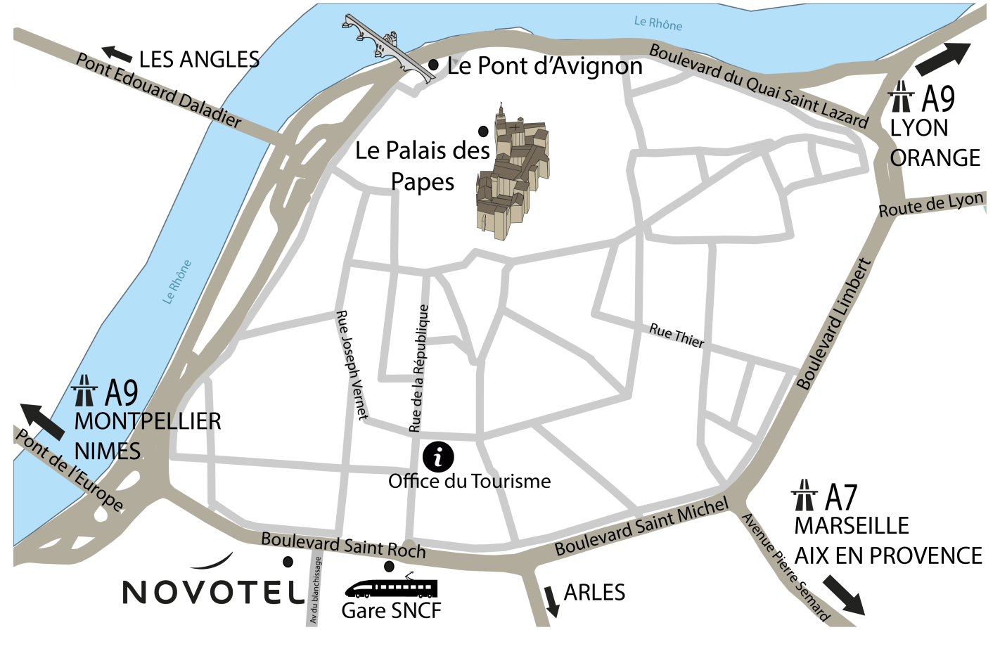 Le Rhône
LES ANGLES
Pont Edouard Daladier
Le Pont d'Avignon
Boulevard du Quai Saint Lazard
A9
LYON
ORANGE
Le Palais des
Papes
Route de Lyon
Le Rhône
Boulevard Limbert
Rue Joseph Vernet
Rue de la République
Rue Thier
A9
MONTPELLIER
NIMES
Pont de l'Europe
i
Office du Tourisme
A7
MARSEILLE
AIX EN PROVENCE
Boulevard Saint Michel
Boulevard Saint Roch
Avenue Pierre Semard
NOVOTEL
Av du blanchissage
Gare SNCF
ARLES